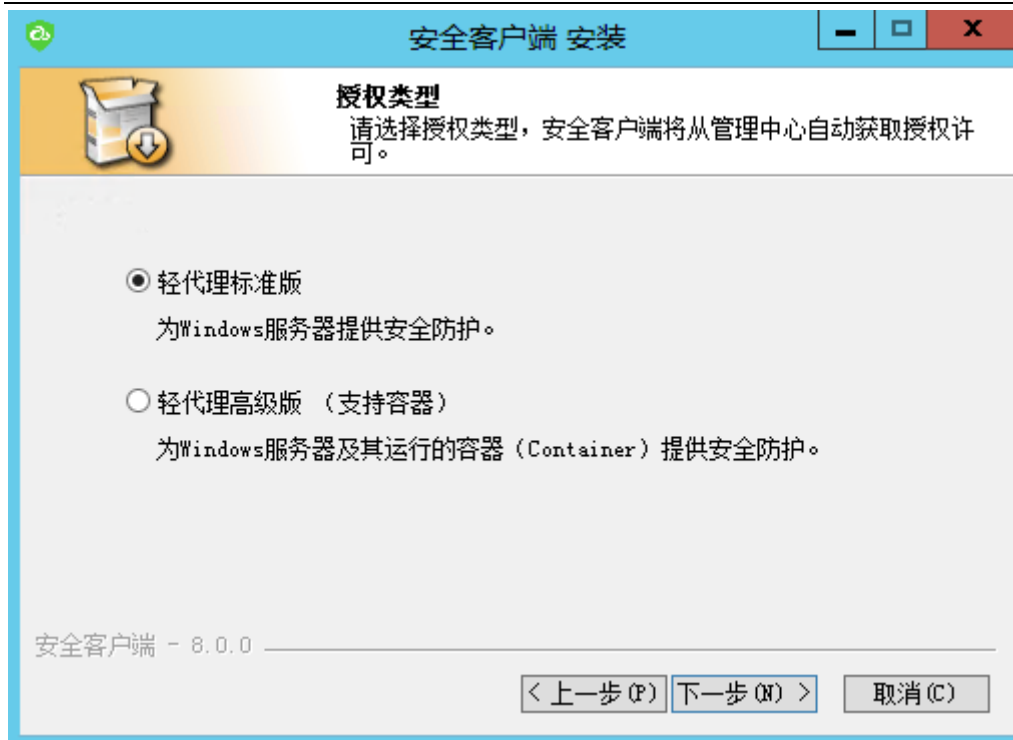 安全客户端 安装
授权类型
请选择授权类型，安全客户端将从管理中心自动获取授权许
可。
轻代理标准版
为Windows服务器提供安全防护。
轻代理高级版 （支持容器）
为Windows服务器及其运行的容器（Container）提供安全防护。
安全客户端 - 8.0.0
< 上一步(P) 下一步(N) > 取消(C)